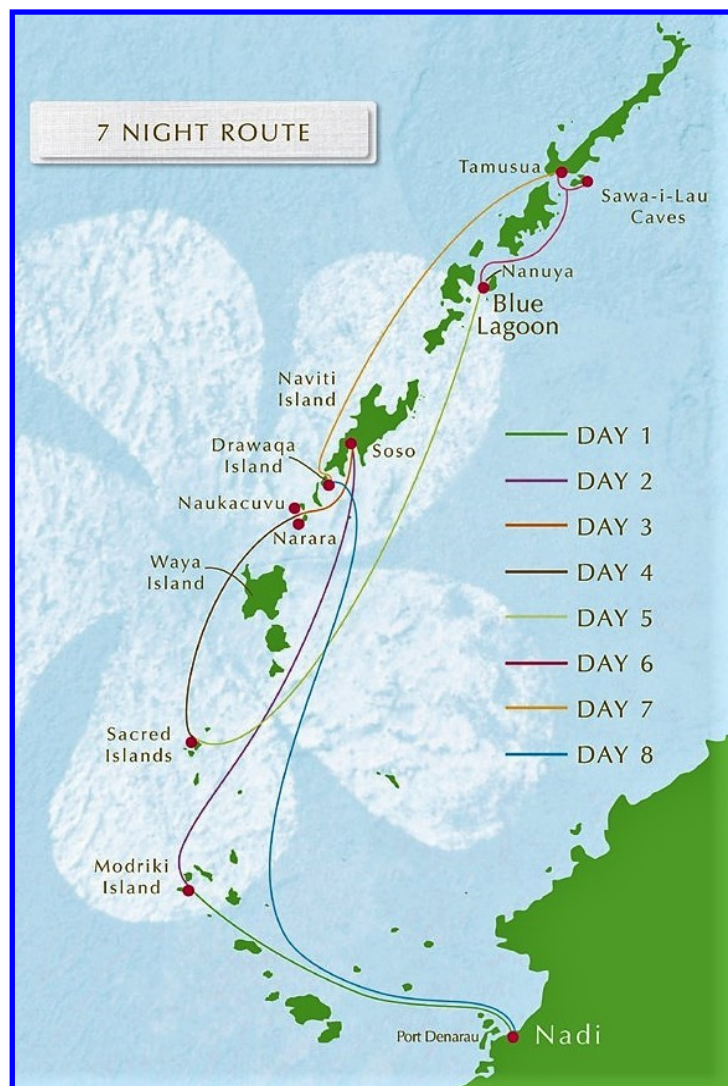 7 NIGHT ROUTE
Tamusua
Sawa-i-Lau
Caves
Nanuya
Blue
Lagoon
Naviti
Island
Drawaqa
Island
Soso
Naukacuvu
Narara
Waya
Island
DAY 1
DAY 2
DAY 3
DAY 4
DAY 5
DAY 6
DAY 7
DAY 8
Sacred
Islands
Modriki
Island
Port Denarau
Nadi